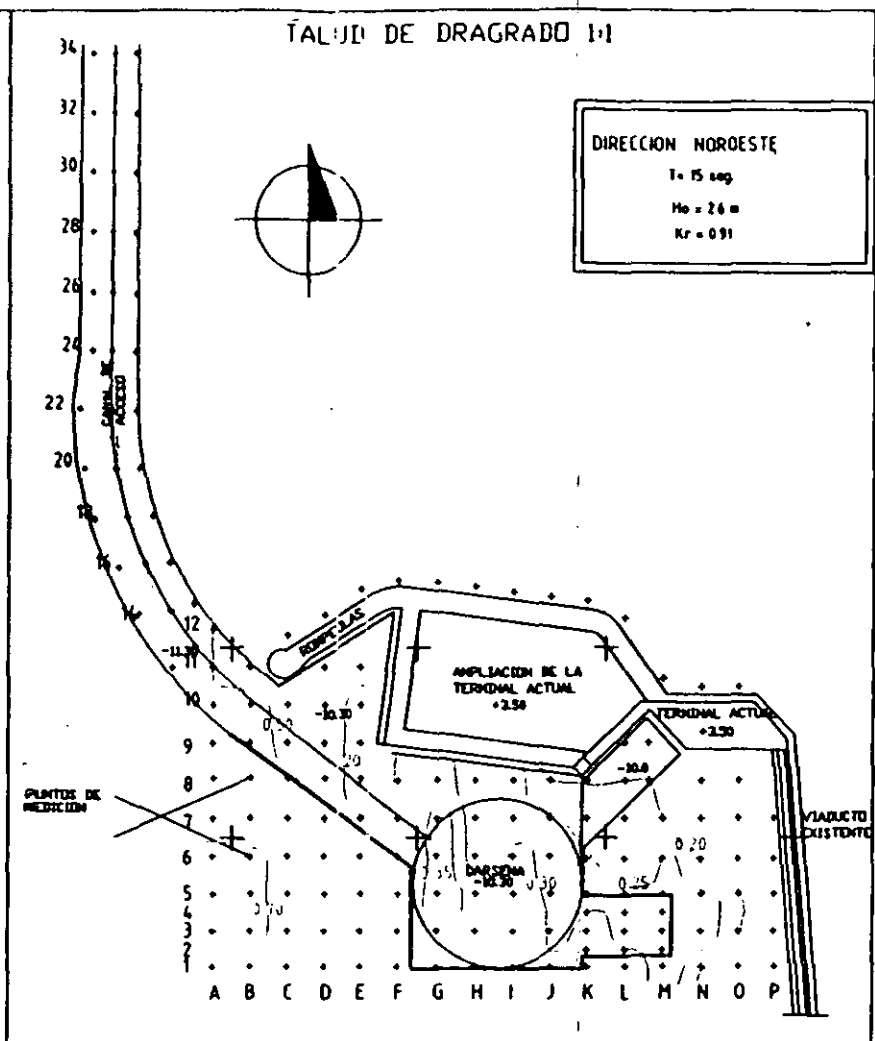 TALUD DE DRAGRADO 1:1
DIRECCION NOROESTE
T= 15 seg.
Ho = 2.6 m
Kr = 0.91
34
32
30
28
26
24
22
20
18
16
14
12
11
10
9
8
7
6
5
4
3
2
1
CANAL DE
ACCESO
-11.30
ROMPEOLAS
-10.30
AMPLIACION DE LA
TERMINAL ACTUAL
+3.50
TERMINAL ACTUAL
+3.50
-10.0
PUNTOS DE
MEDICION
VIADUCTO
EXISTENTE
DARSENA
-10.30
0.20
0.25
A B C D E F G H I J K L M N O P